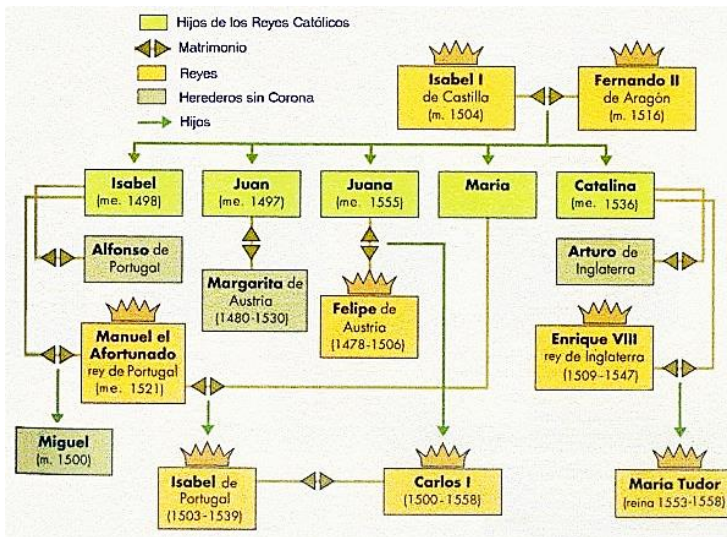 Hijos de los Reyes Católicos
Matrimonio
Reyes
Herederos sin Corona
Hijos
Isabel I
de Castilla
(m. 1504)
Fernando II
de Aragón
(m. 1516)
Isabel
(me. 1498)
Juan
(me. 1497)
Juana
(me. 1555)
María
Catalina
(me. 1536)
Alfonso de
Portugal
Margarita de
Austria
(1480-1530)
Felipe de
Austria
(1478-1506)
Arturo de
Inglaterra
Manuel el
Afortunado
rey de Portugal
(me. 1521)
Enrique VIII
rey de Inglaterra
(1509-1547)
Miguel
(m. 1500)
Isabel de
Portugal
(1503-1539)
Carlos I
(1500-1558)
María Tudor
(reina 1553-1558)